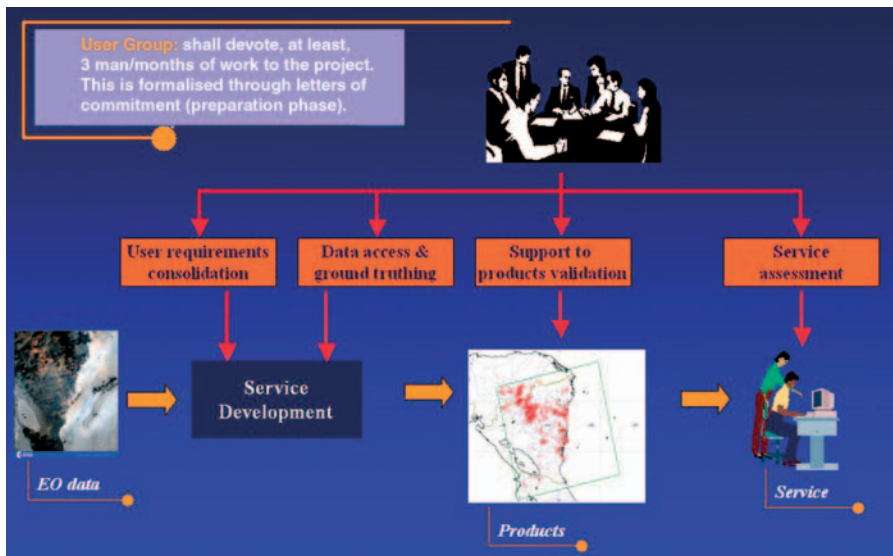 User Group: shall devote, at least,
3 man/months of work to the project.
This is formalised through letters of
commitment (preparation phase).
User requirements
consolidation
Data access &
ground truthing
Support to
products validation
Service
assessment
Service
Development
EO data
Products
Service